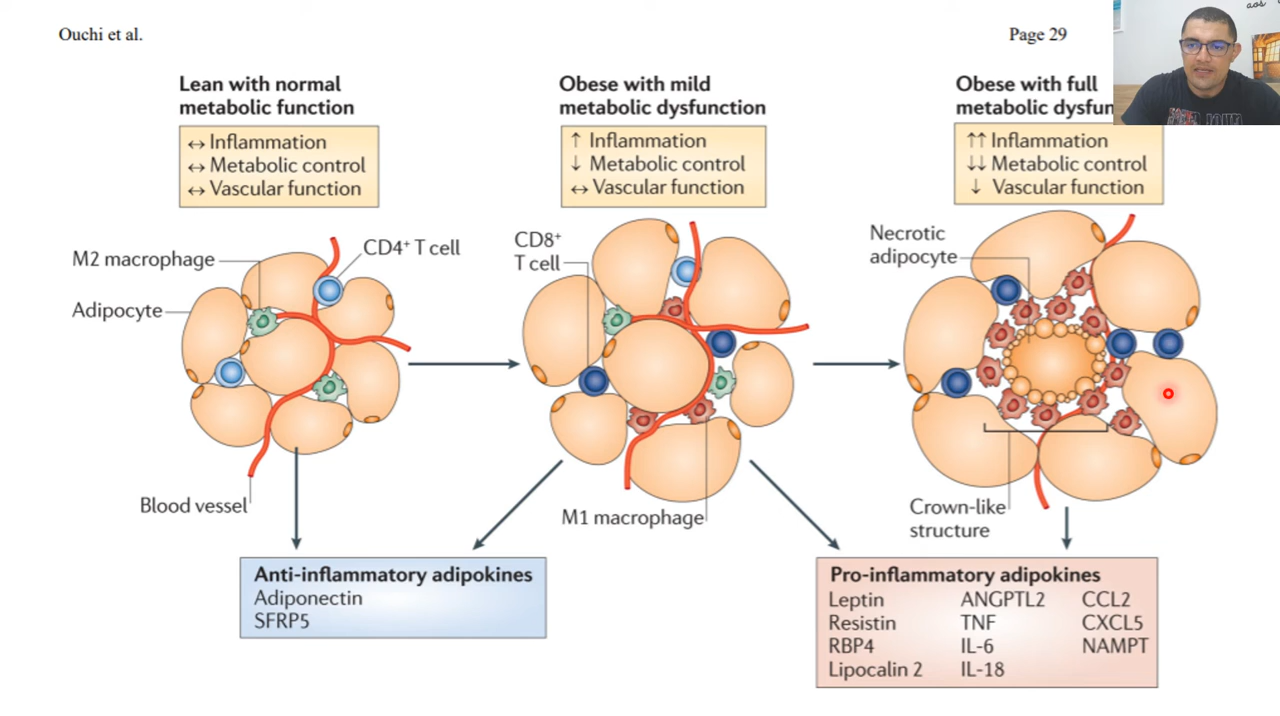 Ouchi et al.
Page 29
aos
Lean with normal
metabolic function
↔ Inflammation
↔ Metabolic control
↔ Vascular function
Obese with mild
metabolic dysfunction
↑ Inflammation
↓ Metabolic control
↔ Vascular function
Obese with full
metabolic dysfun
↑↑ Inflammation
↓↓ Metabolic control
↓ Vascular function
M2 macrophage
CD4⁺ T cell
Adipocyte
Blood vessel
CD8⁺
T cell
M1 macrophage
Necrotic
adipocyte
Crown-like
structure
Anti-inflammatory adipokines
Adiponectin
SFRP5
Pro-inflammatory adipokines
Leptin ANGPTL2 CCL2
Resistin TNF CXCL5
RBP4 IL-6 NAMPT
Lipocalin 2 IL-18